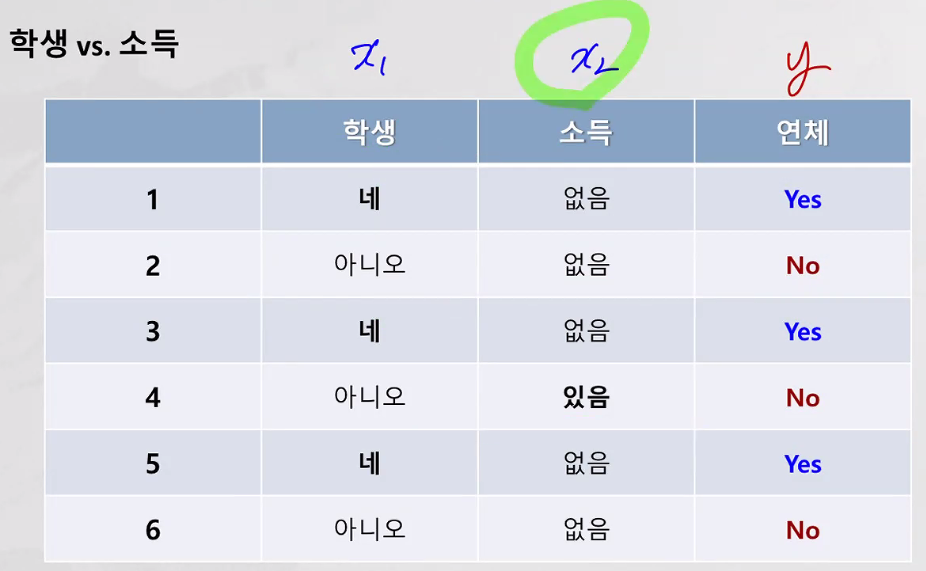 학생 vs. 소득
x₁ x₂ y
학생 소득 연체
1 네 없음 Yes
2 아니오 없음 No
3 네 없음 Yes
4 아니오 있음 No
5 네 없음 Yes
6 아니오 없음 No